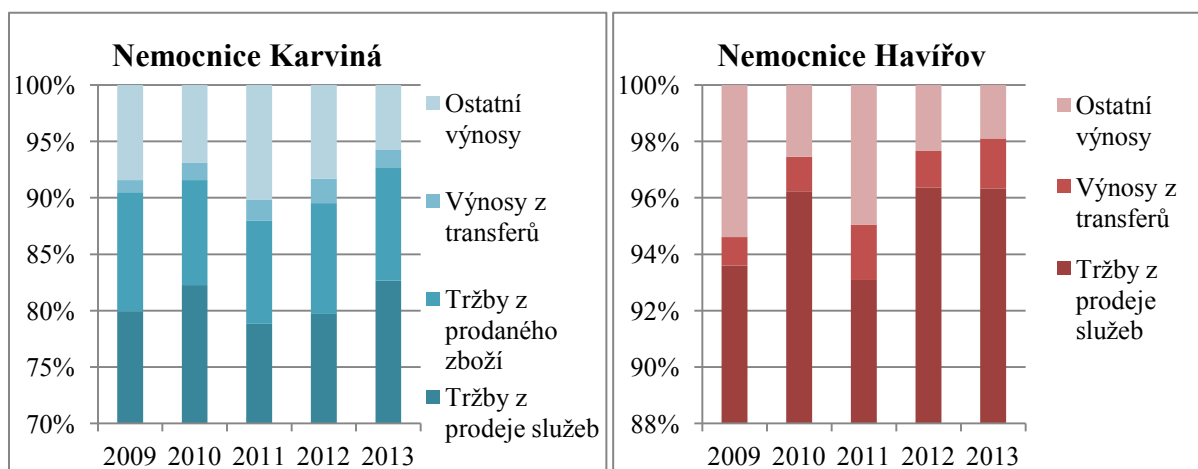 Nemocnice Karviná
100%
95%
90%
85%
80%
75%
70%
2009 2010 2011 2012 2013
Ostatní
výnosy
Výnosy z
transferů
Tržby z
prodaného
zboží
Tržby z
prodeje služeb
Nemocnice Havířov
100%
98%
96%
94%
92%
90%
88%
2009 2010 2011 2012 2013
Ostatní
výnosy
Výnosy z
transferů
Tržby z
prodeje
služeb